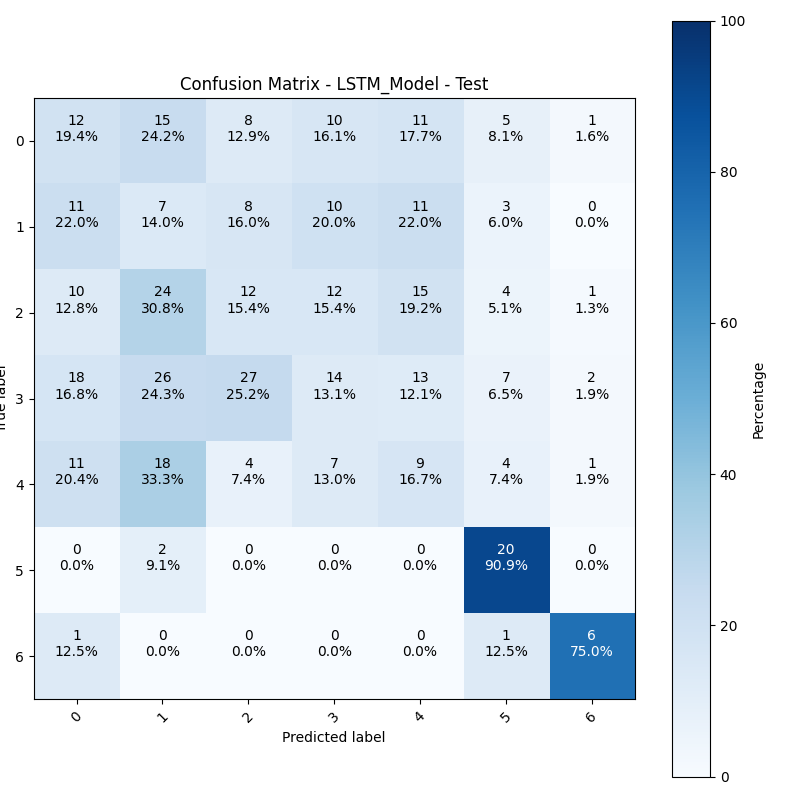 Confusion Matrix - LSTM_Model - Test
0 12 15 8 10 11 5 1
19.4% 24.2% 12.9% 16.1% 17.7% 8.1% 1.6%
1 11 7 8 10 11 3 0
22.0% 14.0% 16.0% 20.0% 22.0% 6.0% 0.0%
2 10 24 12 12 15 4 1
12.8% 30.8% 15.4% 15.4% 19.2% 5.1% 1.3%
3 18 26 27 14 13 7 2
16.8% 24.3% 25.2% 13.1% 12.1% 6.5% 1.9%
4 11 18 4 7 9 4 1
20.4% 33.3% 7.4% 13.0% 16.7% 7.4% 1.9%
5 0 2 0 0 0 20 0
0.0% 9.1% 0.0% 0.0% 0.0% 90.9% 0.0%
6 1 0 0 0 0 1 6
12.5% 0.0% 0.0% 0.0% 0.0% 12.5% 75.0%
0 1 2 3 4 5 6
Predicted label
label
100
80
60
40
20
0
Percentage